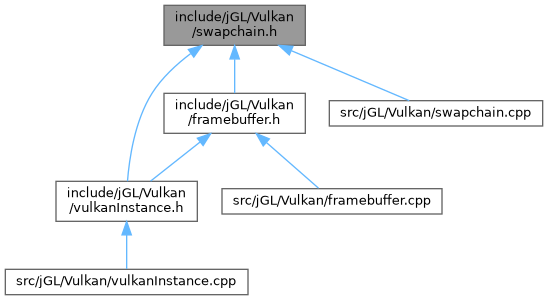 include/jGL/Vulkan
/swapchain.h
include/jGL/Vulkan
/framebuffer.h
src/jGL/Vulkan/swapchain.cpp
include/jGL/Vulkan
/vulkanInstance.h
src/jGL/Vulkan/framebuffer.cpp
src/jGL/Vulkan/vulkanInstance.cpp